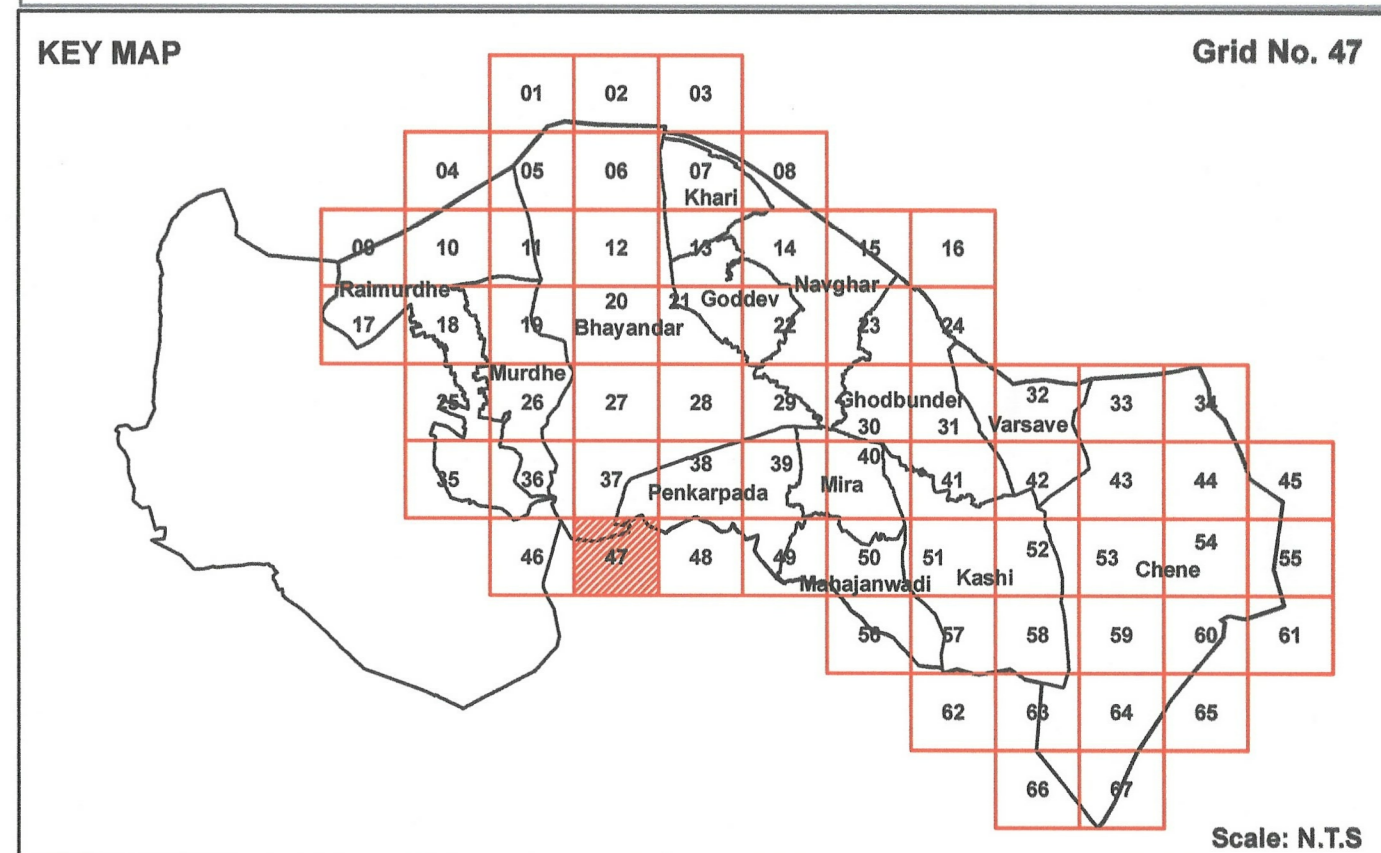 KEY MAP
Grid No. 47
01 02 03
04 05 06 07 08
Khari
09 10 11 12 13 14 15 16
Raimurdhe Navghar
Goddev
17 18 19 20 21 22 23 24
Bhayandar
Murdhe
25 26 27 28 29 30 31 32 33 34
Ghodbunder
Varsave
35 36 37 38 39 40 41 42 43 44 45
Penkarpada Mira
46 47 48 49 50 51 52 53 54 55
Mahajanwadi Kashi Chene
56 57 58 59 60 61
62 63 64 65
66 67
Scale: N.T.S